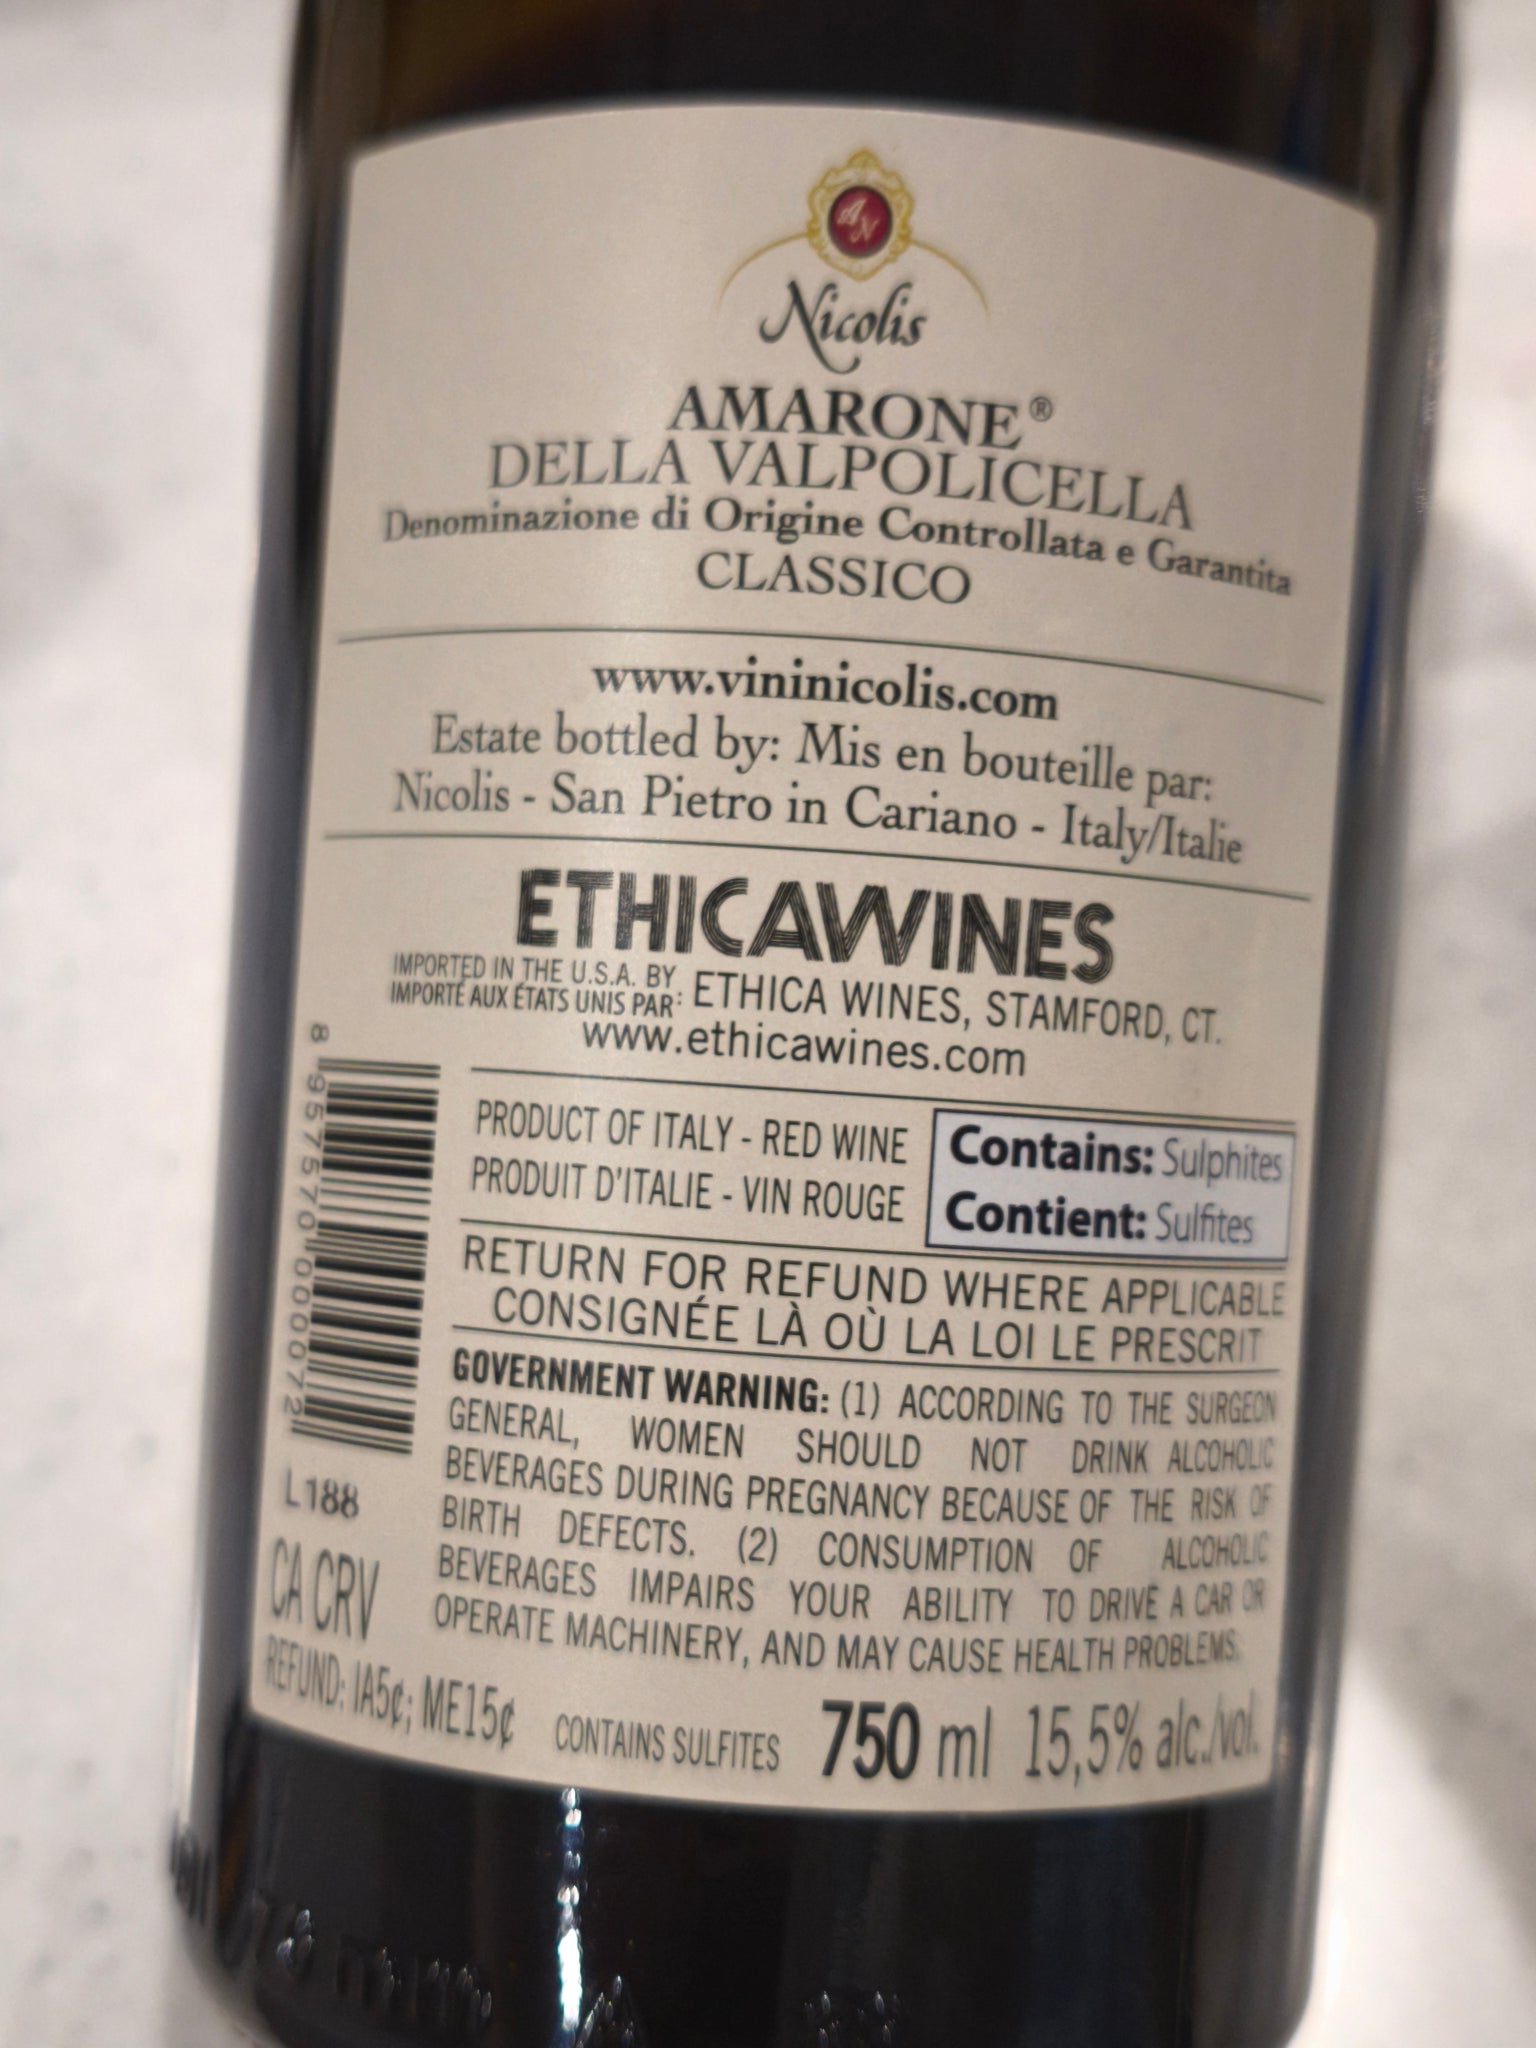 AN
Nicolis
AMARONE®
DELLA VALPOLICELLA
Denominazione di Origine Controllata e Garantita
CLASSICO
www.vininicolis.com
Estate bottled by: Mis en bouteille par:
Nicolis - San Pietro in Cariano - Italy/Italie
ETHICAWINES
IMPORTED IN THE U.S.A. BY
IMPORTÉ AUX ÉTATS UNIS PAR: ETHICA WINES, STAMFORD, CT.
www.ethicawines.com
8 957570 000072
PRODUCT OF ITALY - RED WINE
PRODUIT D'ITALIE - VIN ROUGE
Contains: Sulphites
Contient: Sulfites
RETURN FOR REFUND WHERE APPLICABLE
CONSIGNÉE LÀ OÙ LA LOI LE PRESCRIT
GOVERNMENT WARNING: (1) ACCORDING TO THE SURGEON
GENERAL, WOMEN SHOULD NOT DRINK ALCOHOLIC
BEVERAGES DURING PREGNANCY BECAUSE OF THE RISK OF
BIRTH DEFECTS. (2) CONSUMPTION OF ALCOHOLIC
BEVERAGES IMPAIRS YOUR ABILITY TO DRIVE A CAR OR
OPERATE MACHINERY, AND MAY CAUSE HEALTH PROBLEMS.
L188
CA CRV
REFUND: IA5¢; ME15¢
CONTAINS SULFITES 750 ml 15,5% alc./vol.